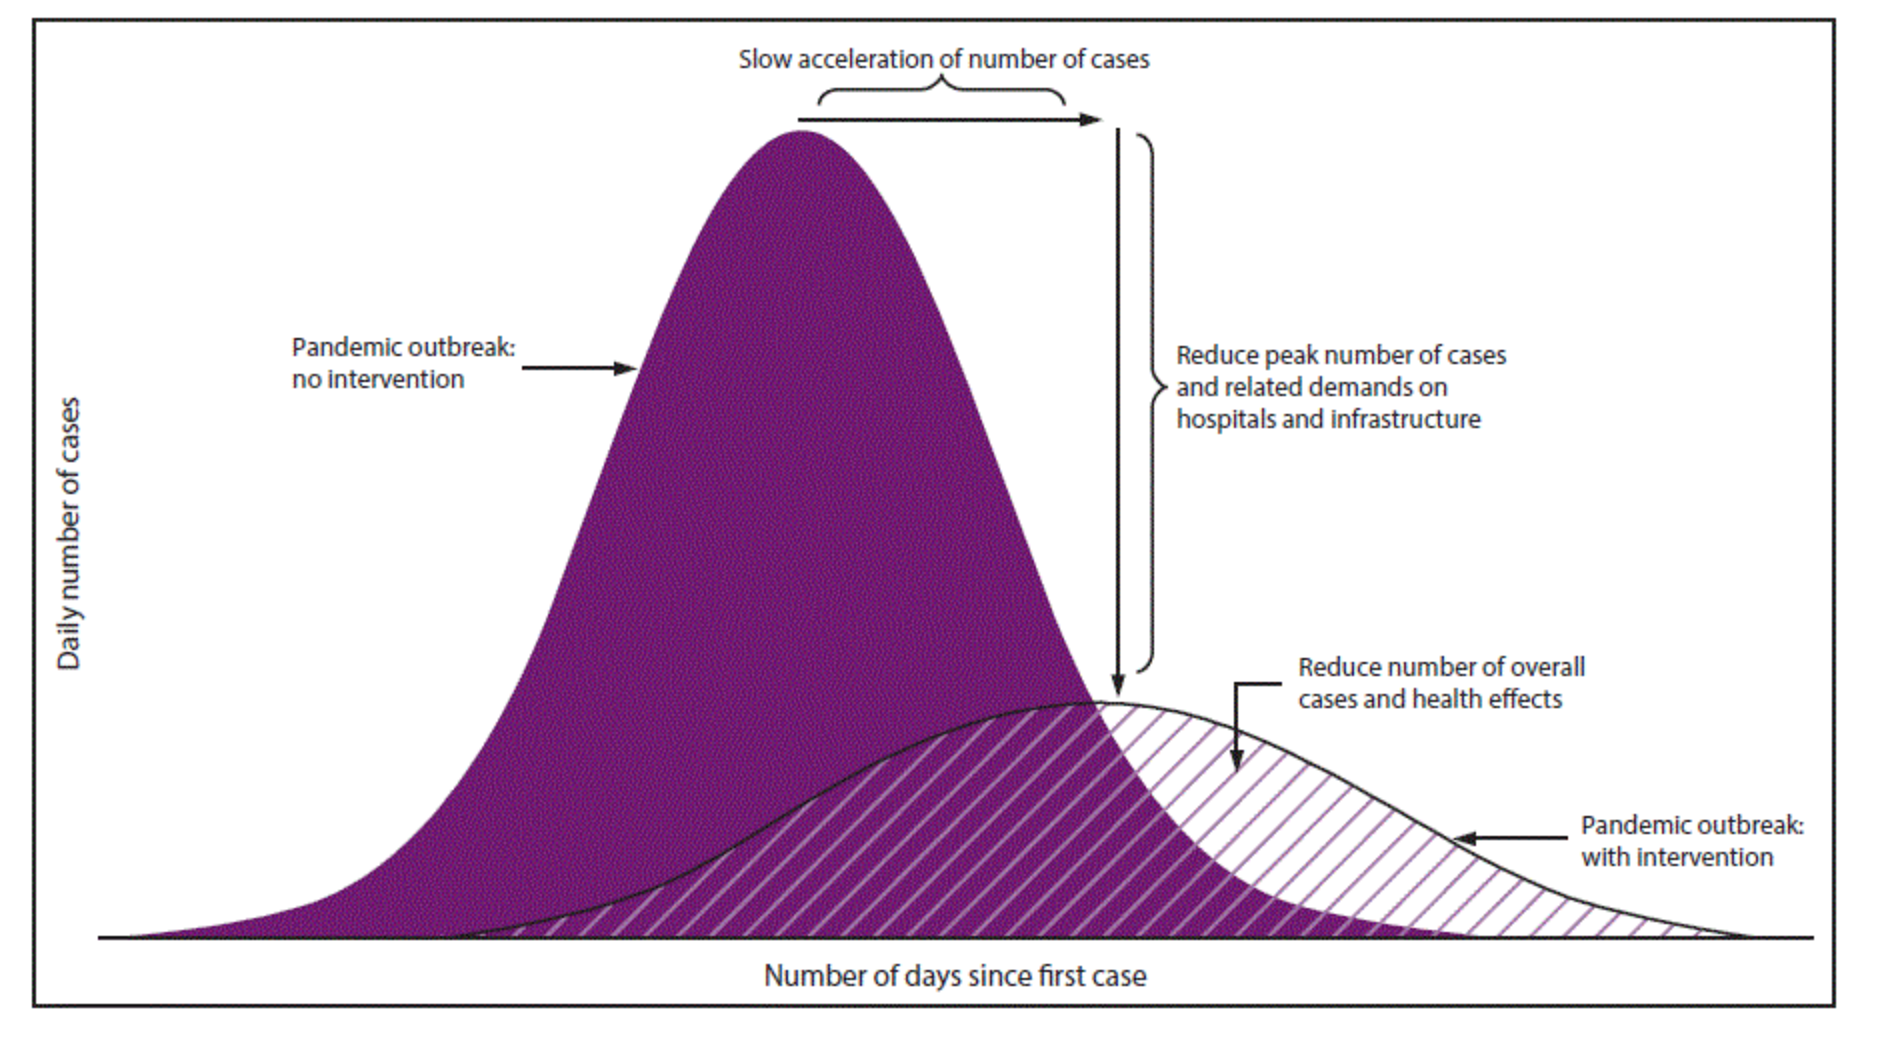 Slow acceleration of number of cases
Pandemic outbreak:
no intervention
Reduce peak number of cases
and related demands on
hospitals and infrastructure
Daily number of cases
Reduce number of overall
cases and health effects
Pandemic outbreak:
with intervention
Number of days since first case